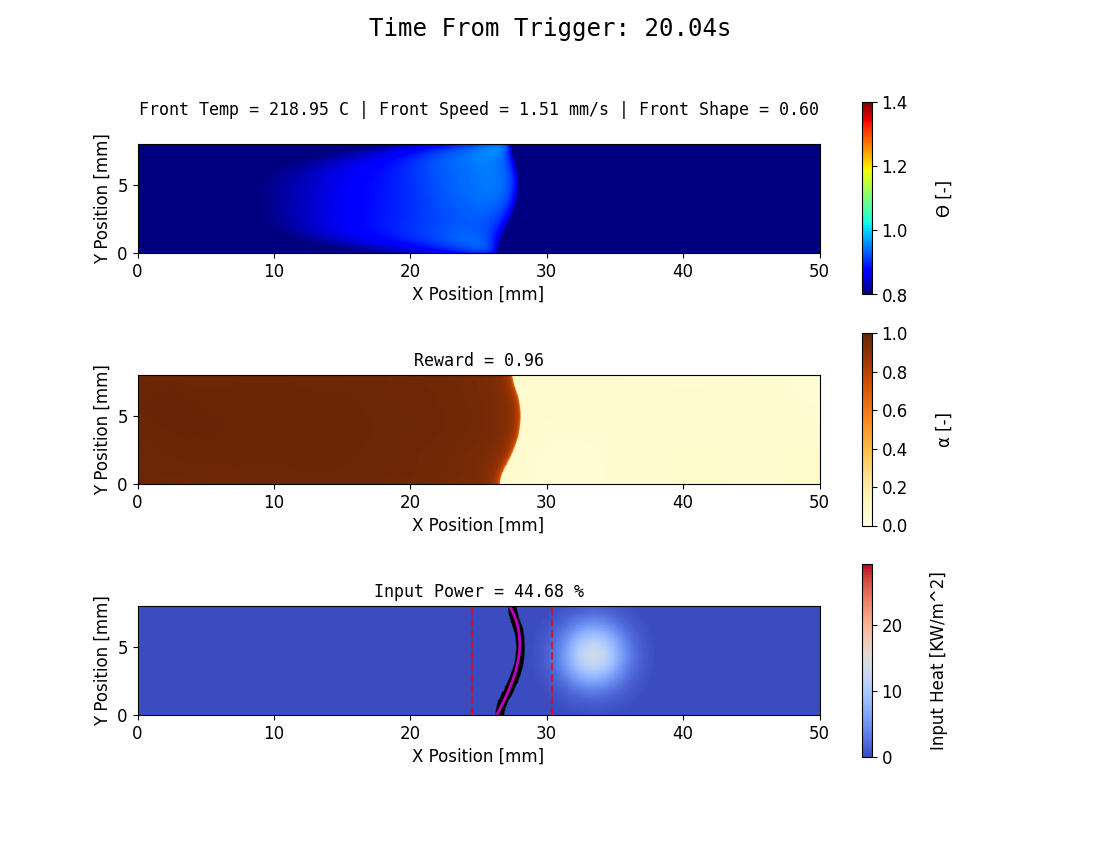 Time From Trigger: 20.04s
Front Temp = 218.95 C | Front Speed = 1.51 mm/s | Front Shape = 0.60
Y Position [mm]
5
0
0 10 20 30 40 50
X Position [mm]
1.4
1.2
1.0
0.8
Θ [-]
Reward = 0.96
Y Position [mm]
5
0
0 10 20 30 40 50
X Position [mm]
1.0
0.8
0.6
0.4
0.2
0.0
α [-]
Input Power = 44.68 %
Y Position [mm]
5
0
0 10 20 30 40 50
X Position [mm]
20
10
0
Input Heat [KW/m^2]